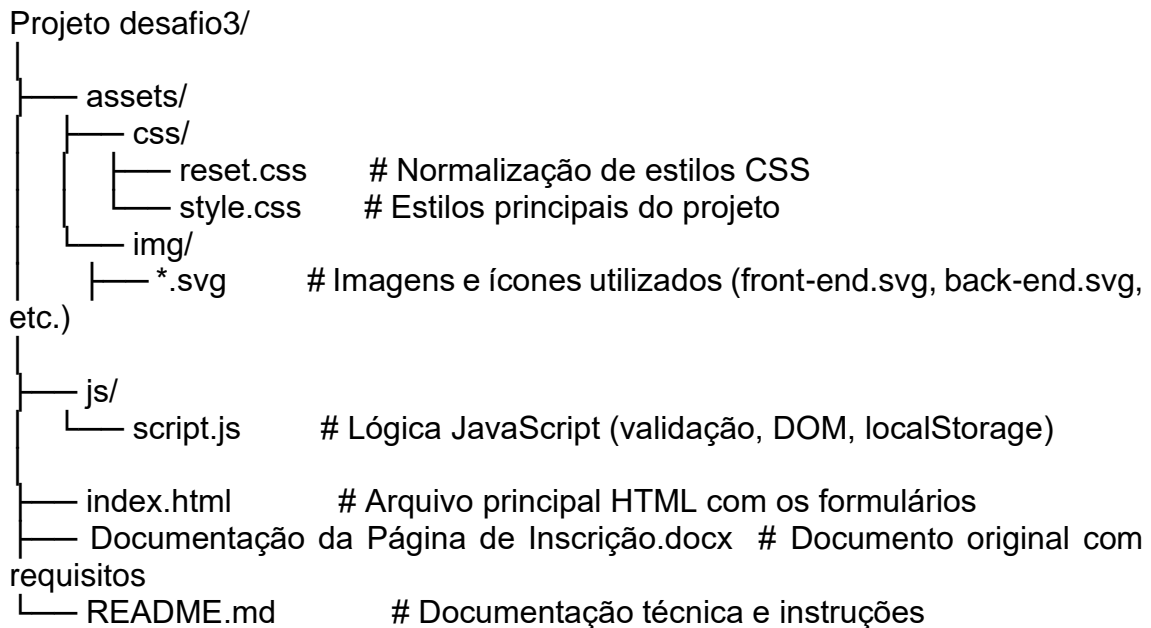 Projeto desafio3/
│
├── assets/
│   ├── css/
│   │   ├── reset.css       # Normalização de estilos CSS
│   │   └── style.css       # Estilos principais do projeto
│   └── img/
│       ├── *.svg          # Imagens e ícones utilizados (front-end.svg, back-end.svg,
etc.)
│
├── js/
│   └── script.js          # Lógica JavaScript (validação, DOM, localStorage)
│
├── index.html             # Arquivo principal HTML com os formulários
├── Documentação da Página de Inscrição.docx  # Documento original com
requisitos
└── README.md              # Documentação técnica e instruções